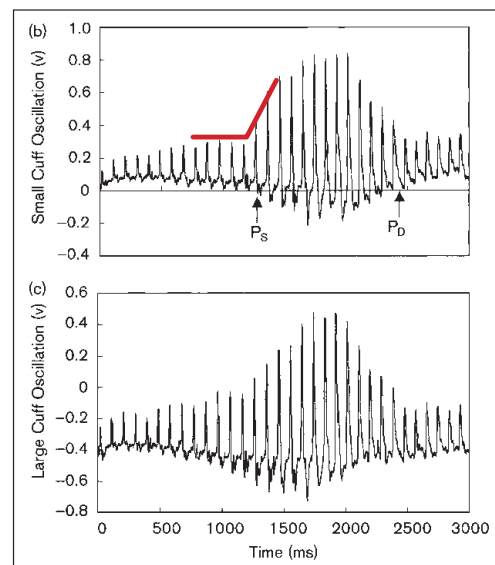 (b)
Small Cuff Oscillation (v)
1.0
0.8
0.6
0.4
0.2
0
−0.2
0.4
P_S
P_D
(c)
Large Cuff Oscillation (v)
0.6
0.4
0.2
0
−0.2
−0.4
−0.6
−0.8
0 500 1000 1500 2000 2500 3000
Time (ms)